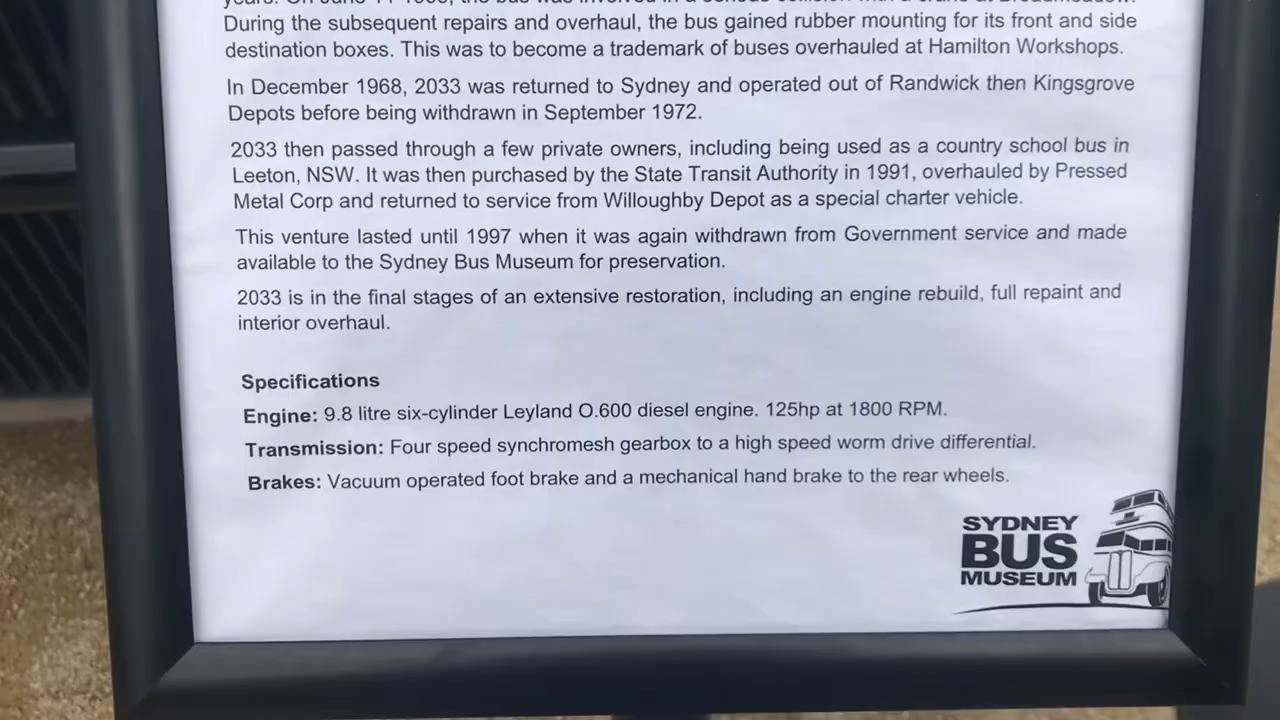 During the subsequent repairs and overhaul, the bus gained rubber mounting for its front and side
destination boxes. This was to become a trademark of buses overhauled at Hamilton Workshops.
In December 1968, 2033 was returned to Sydney and operated out of Randwick then Kingsgrove
Depots before being withdrawn in September 1972.
2033 then passed through a few private owners, including being used as a country school bus in
Leeton, NSW. It was then purchased by the State Transit Authority in 1991, overhauled by Pressed
Metal Corp and returned to service from Willoughby Depot as a special charter vehicle.
This venture lasted until 1997 when it was again withdrawn from Government service and made
available to the Sydney Bus Museum for preservation.
2033 is in the final stages of an extensive restoration, including an engine rebuild, full repaint and
interior overhaul.
Specifications
Engine: 9.8 litre six-cylinder Leyland O.600 diesel engine. 125hp at 1800 RPM.
Transmission: Four speed synchromesh gearbox to a high speed worm drive differential.
Brakes: Vacuum operated foot brake and a mechanical hand brake to the rear wheels.
SYDNEY
BUS
MUSEUM